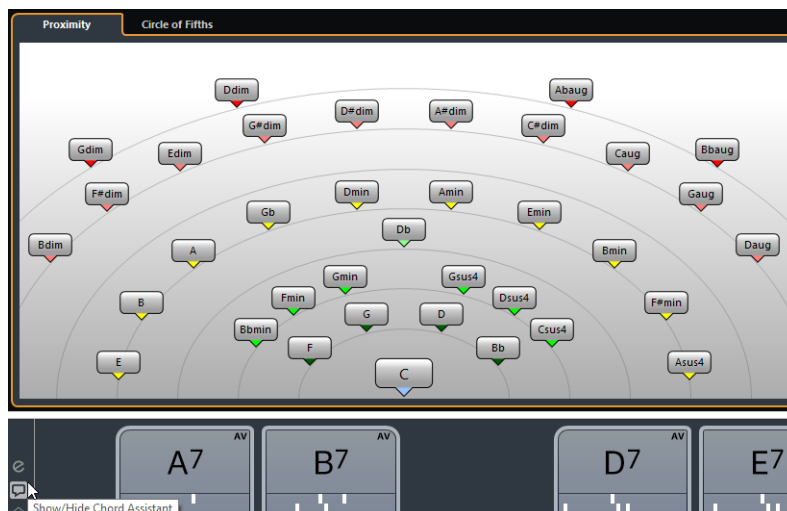 Proximity
Circle of Fifths
Ddim
Abaug
D#dim
A#dim
G#dim
C#dim
Gdim
Edim
Caug
Bbaug
F#dim
Dmin
Amin
Gaug
Gb
Emin
Db
Bdim
A
Bmin
Daug
Gmin
Gsus4
Fmin
Dsus4
B
F#min
G
D
Bbmin
Csus4
F
Bb
E
Asus4
C
AV
AV
AV
A7
B7
D7
E7
e
Show/Hide Chord Assistant